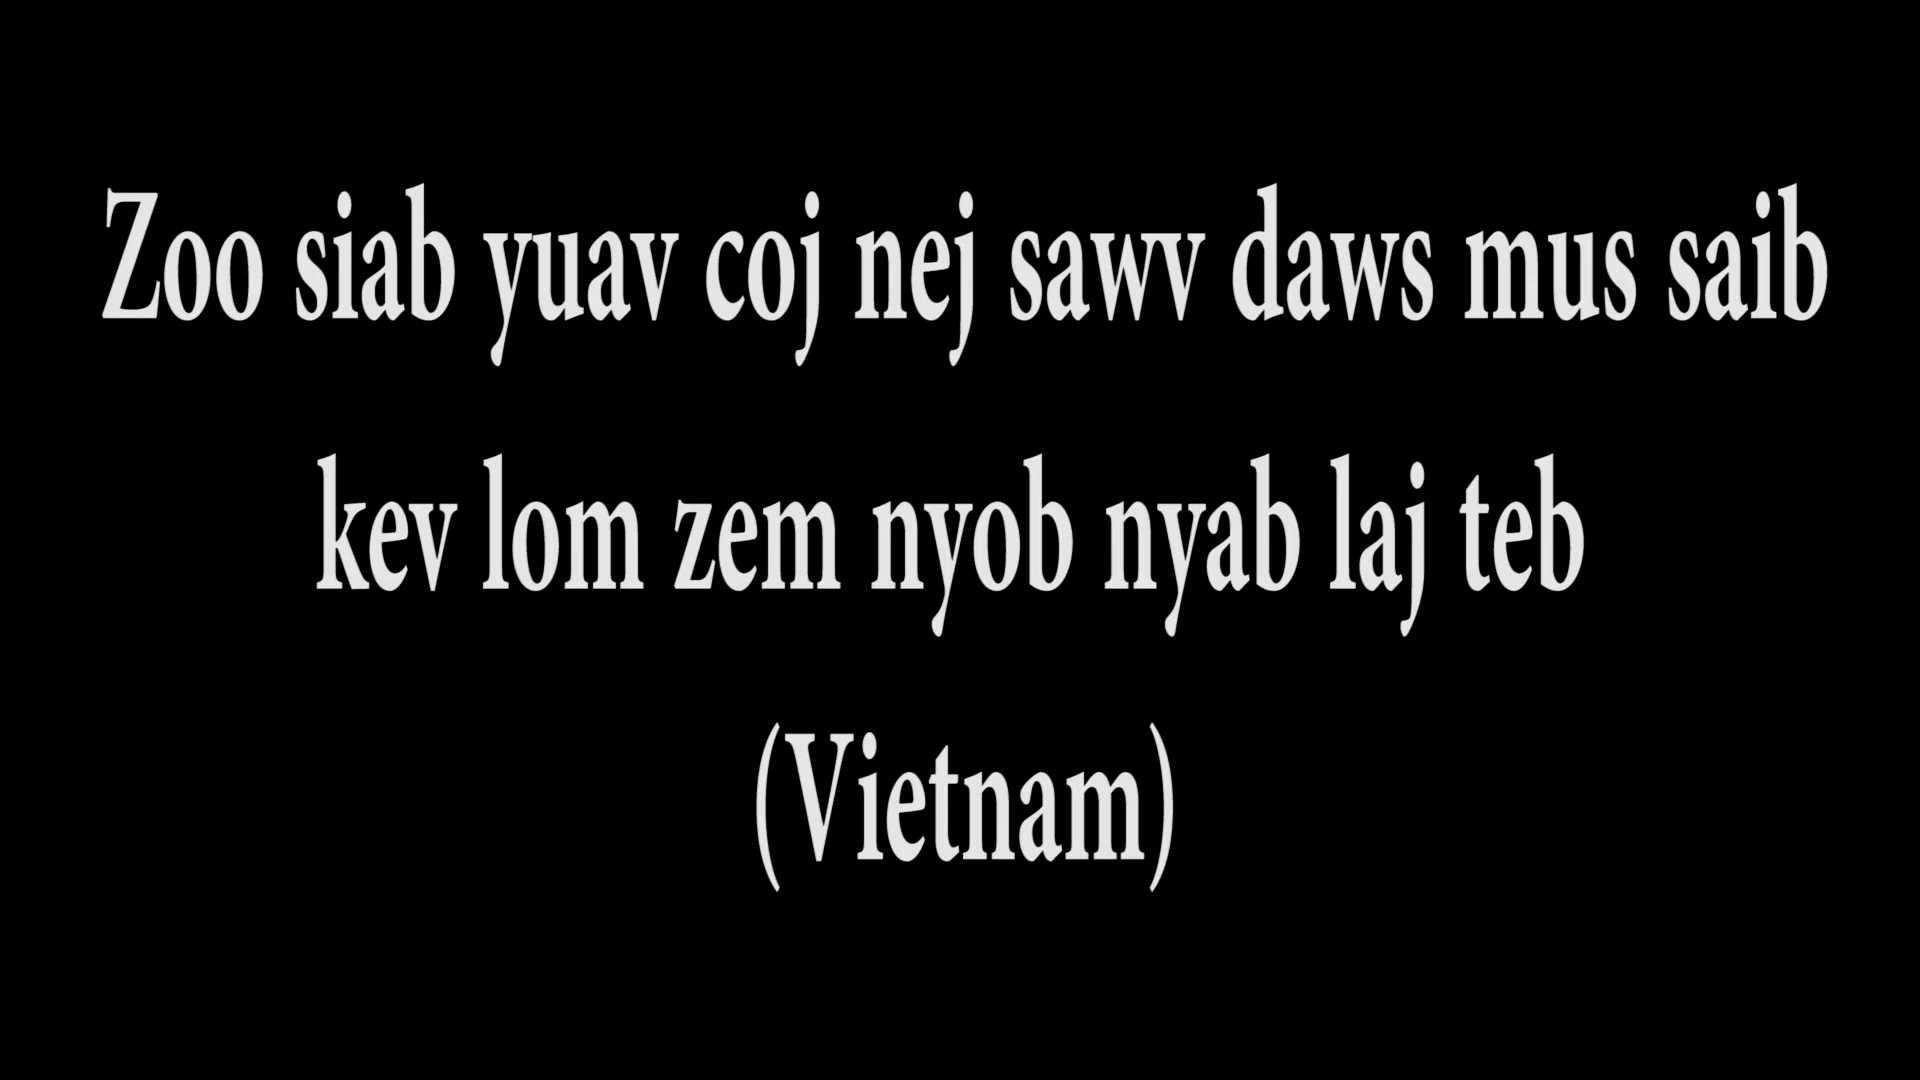 Zoo siab yuav coj nej sawv daws mus saib
kev lom zem nyob nyab laj teb
(Vietnam)